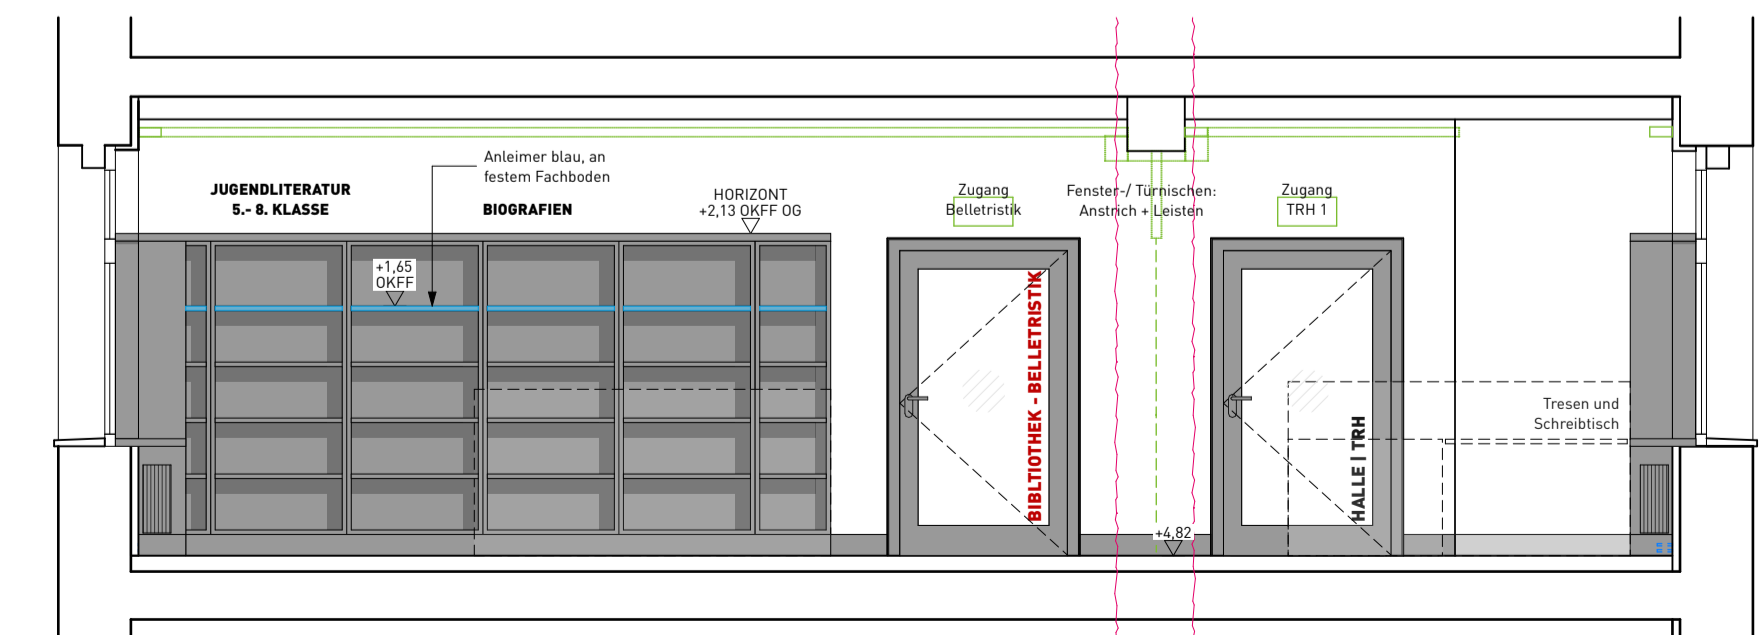 Anleimer blau, an
festem Fachboden
JUGENDLITERATUR
5.- 8. KLASSE
BIOGRAFIEN
HORIZONT
+2,13 OKFF OG
Zugang
Belletristik
Fenster-/ Türnischen:
Anstrich + Leisten
Zugang
TRH 1
+1,65
OKFF
BIBLTIOTHEK - BELLETRISTIK
HALLE | TRH
Tresen und
Schreibtisch
+4,82